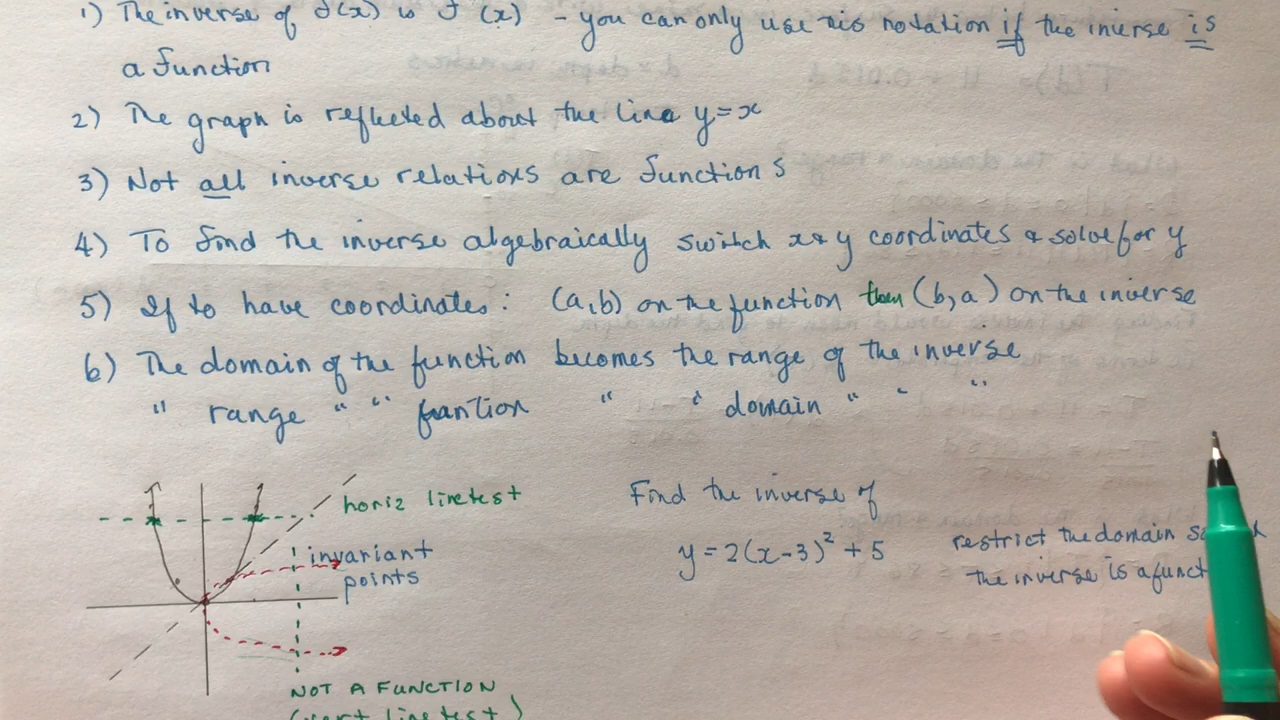 1) The inverse of f(x) is f (x) - you can only use this notation if the inverse is
a function
2) The graph is reflected about the line y=x
3) Not all inverse relations are functions
4) To find the inverse algebraically switch x & y coordinates & solve for y
5) If to have coordinates: (a,b) on the function then (b,a) on the inverse
6) The domain of the function becomes the range of the inverse
" range " " function " " domain " " "
horiz line test
invariant
points
NOT A FUNCTION
(vert line test)
Find the inverse of
y = 2(x-3)² + 5
restrict the domain
the inverse is a funct